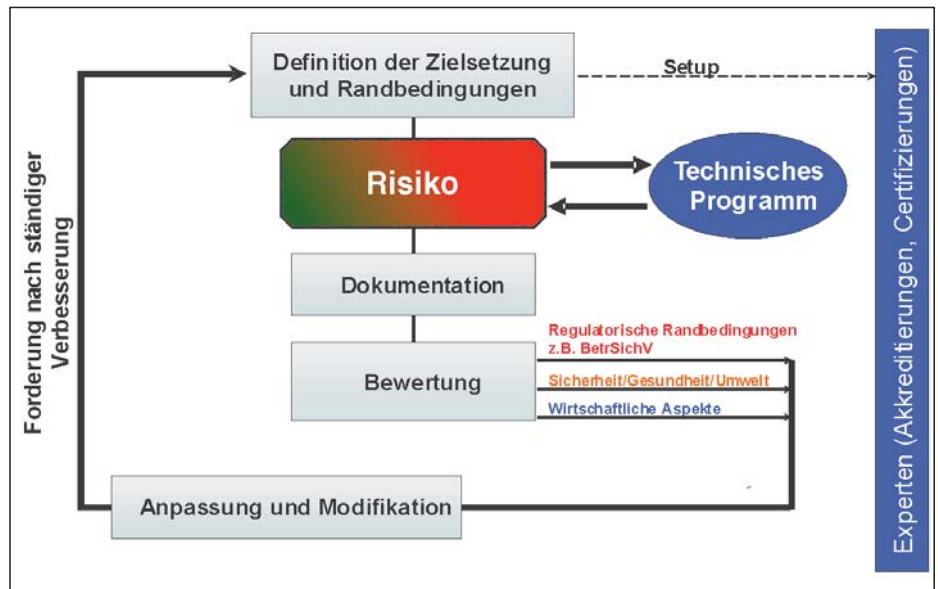 Definition der Zielsetzung
und Randbedingungen
Setup
Risiko
Technisches
Programm
Dokumentation
Bewertung
Regulatorische Randbedingungen
z.B. BetrSichV
Sicherheit/Gesundheit/Umwelt
Wirtschaftliche Aspekte
Anpassung und Modifikation
Forderung nach ständiger
Verbesserung
Experten (Akkreditierungen, Certifizierungen)